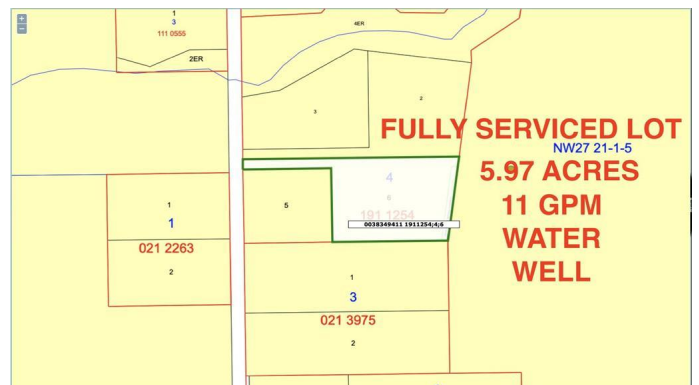 +
−
1
3
111 0555
2ER
4ER
3
2
FULLY SERVICED LOT
NW27 21-1-5
5.97 ACRES
11 GPM
WATER
WELL
4
6
191 1254
0038349411 1911254;4;6
5
1
1
021 2263
2
1
3
021 3975
2